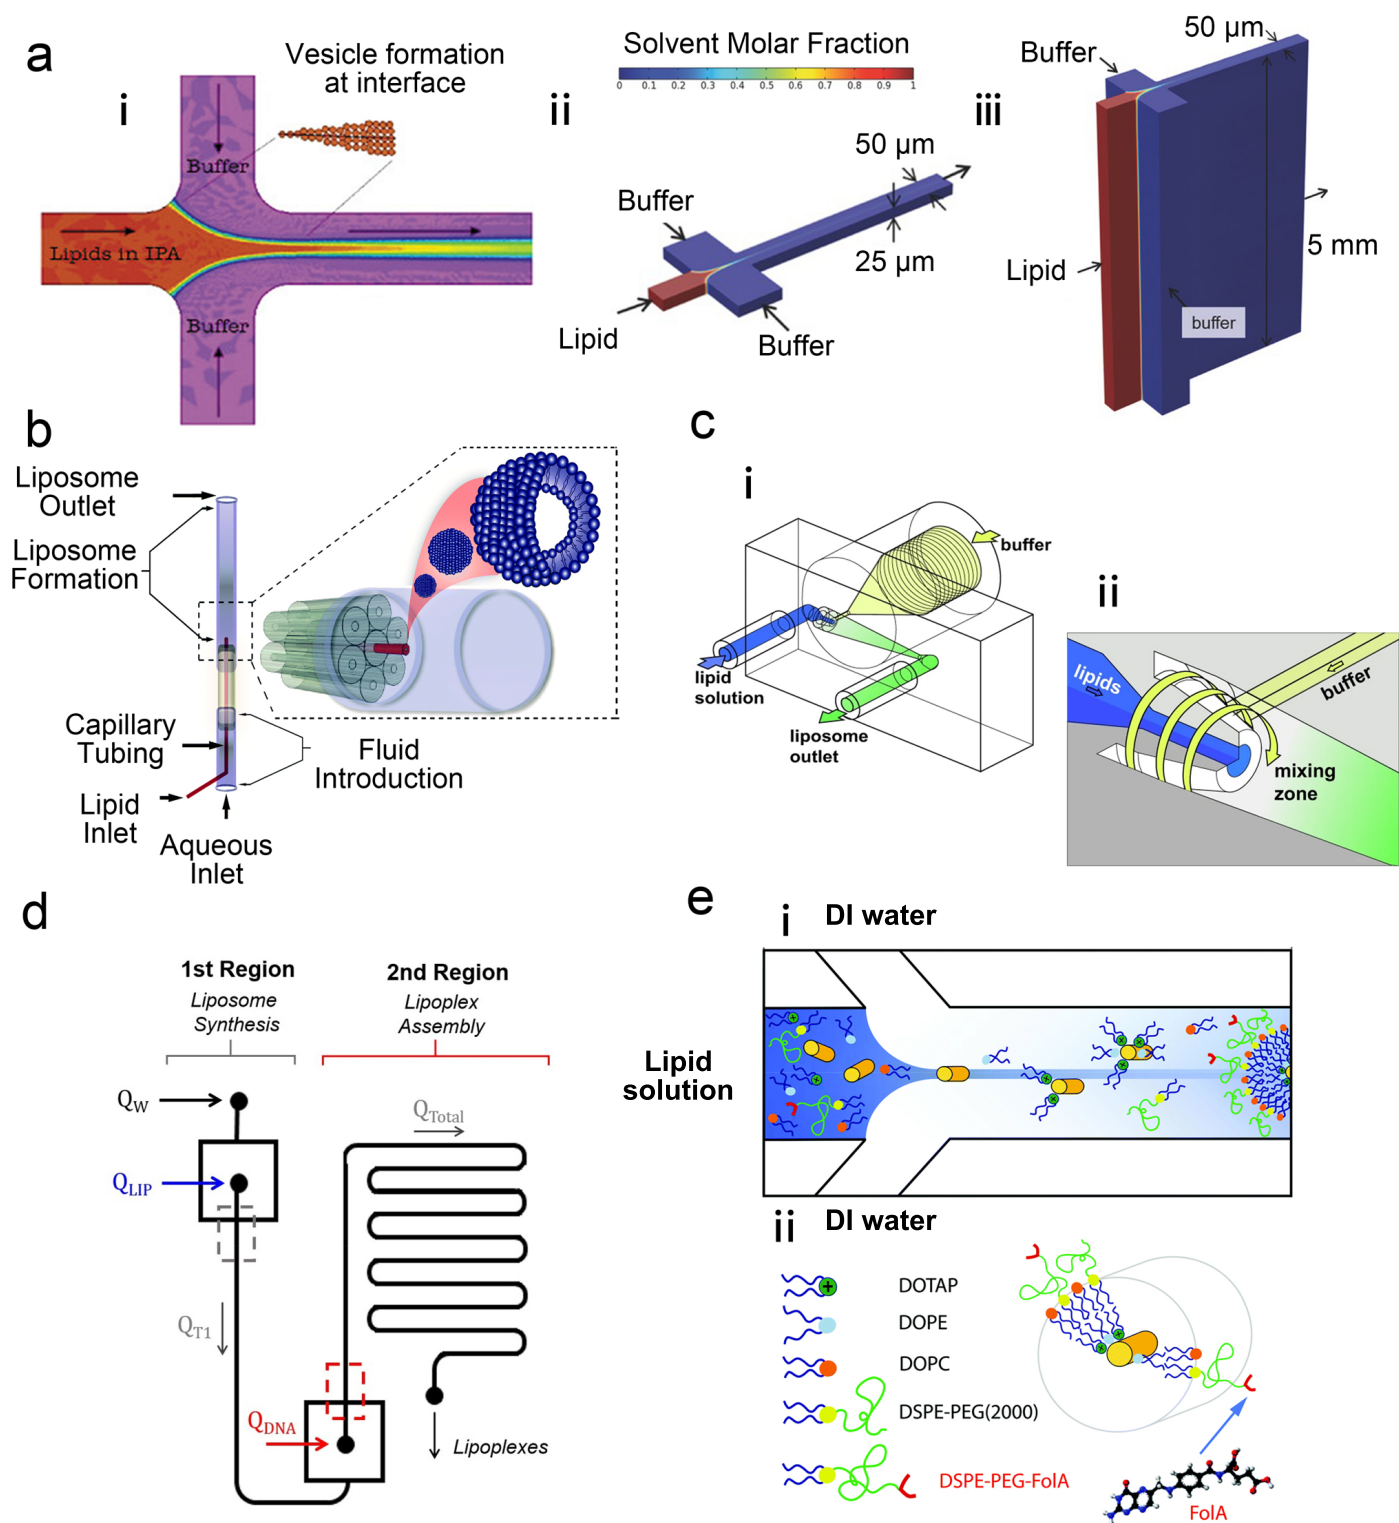 a
i
Vesicle formation
at interface
Buffer
Lipids in IPA
Buffer
ii
Solvent Molar Fraction
0 0.1 0.2 0.3 0.4 0.5 0.6 0.7 0.8 0.9 1
50 µm
Buffer
25 µm
Lipid
Buffer
iii
50 µm
Buffer
Lipid
5 mm
buffer
b
Liposome
Outlet
Liposome
Formation
Capillary
Tubing
Fluid
Introduction
Lipid
Inlet
Aqueous
Inlet
c
i
buffer
lipid
solution
liposome
outlet
ii
lipids
buffer
mixing
zone
d
1st Region
Liposome
Synthesis
2nd Region
Lipoplex
Assembly
QW
QTotal
QLIP
QT1
QDNA
Lipoplexes
e
i
DI water
Lipid
solution
DI water
ii
DOTAP
DOPE
DOPC
DSPE-PEG(2000)
DSPE-PEG-FolA
FolA